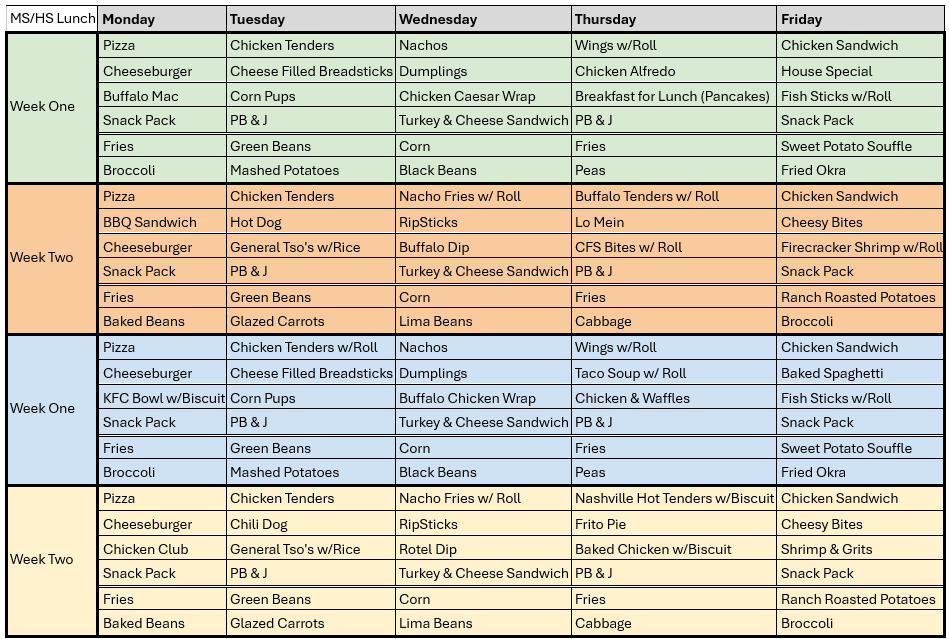 MS/HS Lunch Monday Tuesday Wednesday Thursday Friday
Pizza Chicken Tenders Nachos Wings w/Roll Chicken Sandwich
Cheeseburger Cheese Filled Breadsticks Dumplings Chicken Alfredo House Special
Week One Buffalo Mac Corn Pups Chicken Caesar Wrap Breakfast for Lunch (Pancakes) Fish Sticks w/Roll
Snack Pack PB & J Turkey & Cheese Sandwich PB & J Snack Pack
Fries Green Beans Corn Fries Sweet Potato Souffle
Broccoli Mashed Potatoes Black Beans Peas Fried Okra
Pizza Chicken Tenders Nacho Fries w/ Roll Buffalo Tenders w/ Roll Chicken Sandwich
BBQ Sandwich Hot Dog RipSticks Lo Mein Cheesy Bites
Week Two Cheeseburger General Tso's w/Rice Buffalo Dip CFS Bites w/ Roll Firecracker Shrimp w/Roll
Snack Pack PB & J Turkey & Cheese Sandwich PB & J Snack Pack
Fries Green Beans Corn Fries Ranch Roasted Potatoes
Baked Beans Glazed Carrots Lima Beans Cabbage Broccoli
Pizza Chicken Tenders w/Roll Nachos Wings w/Roll Chicken Sandwich
Cheeseburger Cheese Filled Breadsticks Dumplings Taco Soup w/ Roll Baked Spaghetti
Week One KFC Bowl w/Biscuit Corn Pups Buffalo Chicken Wrap Chicken & Waffles Fish Sticks w/Roll
Snack Pack PB & J Turkey & Cheese Sandwich PB & J Snack Pack
Fries Green Beans Corn Fries Sweet Potato Souffle
Broccoli Mashed Potatoes Black Beans Peas Fried Okra
Pizza Chicken Tenders Nacho Fries w/ Roll Nashville Hot Tenders w/Biscuit Chicken Sandwich
Cheeseburger Chili Dog RipSticks Frito Pie Cheesy Bites
Week Two Chicken Club General Tso's w/Rice Rotel Dip Baked Chicken w/Biscuit Shrimp & Grits
Snack Pack PB & J Turkey & Cheese Sandwich PB & J Snack Pack
Fries Green Beans Corn Fries Ranch Roasted Potatoes
Baked Beans Glazed Carrots Lima Beans Cabbage Broccoli